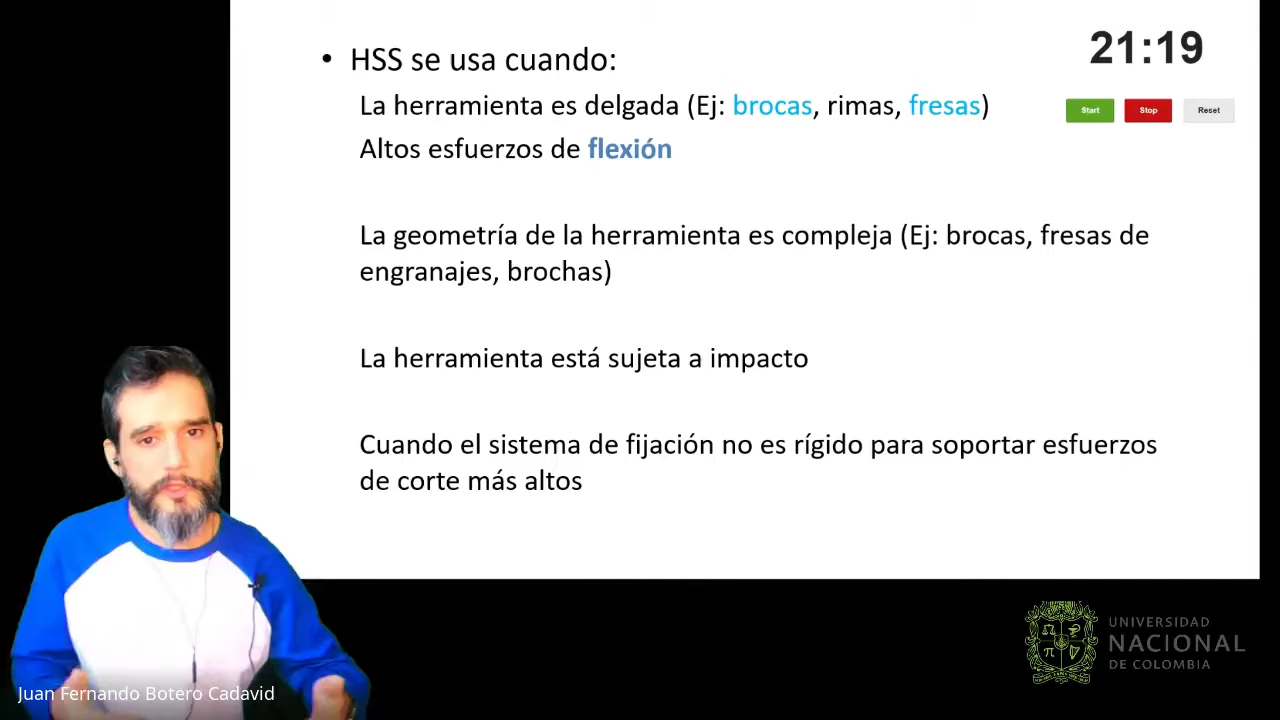 • HSS se usa cuando:
21:19
Start Stop Reset
La herramienta es delgada (Ej: brocas, rimas, fresas)
Altos esfuerzos de flexión
La geometría de la herramienta es compleja (Ej: brocas, fresas de
engranajes, brochas)
La herramienta está sujeta a impacto
Cuando el sistema de fijación no es rígido para soportar esfuerzos
de corte más altos
Juan Fernando Botero Cadavid
UNIVERSIDAD
NACIONAL
DE COLOMBIA